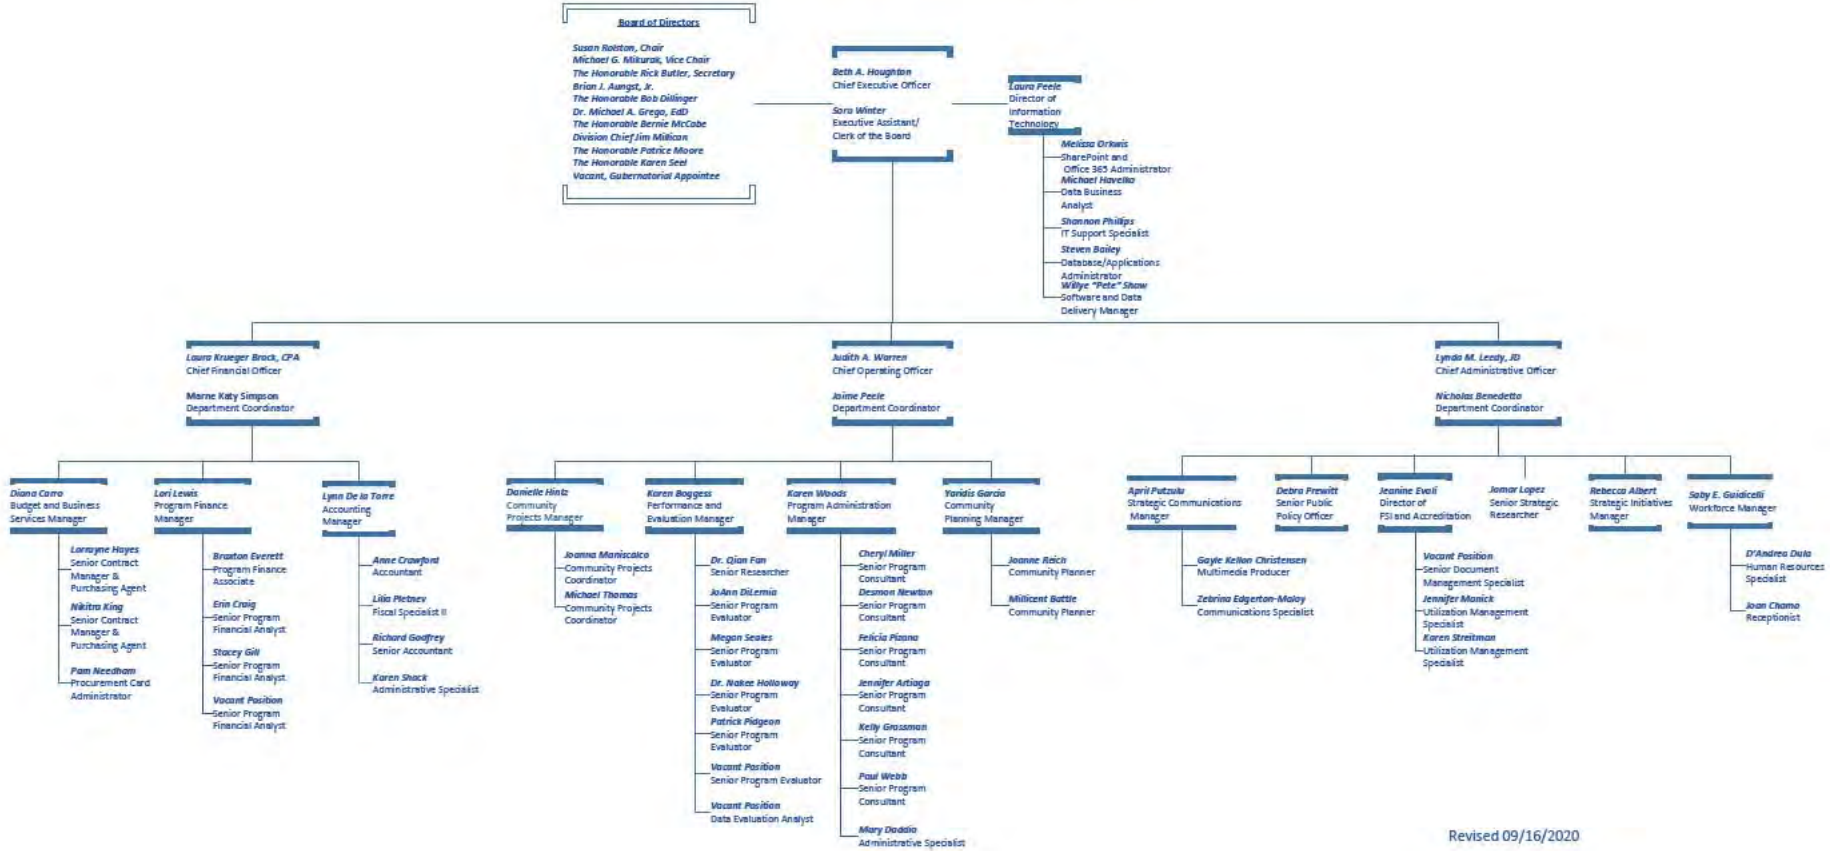 Board of Directors
Susan Rolston, Chair
Michael G. Mikurak, Vice Chair
The Honorable Rick Butler, Secretary
Brian J. Aungst, Jr.
The Honorable Bob Dillinger
Dr. Michael A. Grego, EdD
The Honorable Bernie McCabe
Division Chief Jim Millican
The Honorable Patrice Moore
The Honorable Karen Seel
Vacant, Gubernatorial Appointee
Beth A. Houghton
Chief Executive Officer
Sara Winter
Executive Assistant/
Clerk of the Board
Laura Peele
Director of
Information
Technology
Melissa Orkwis
SharePoint and
Office 365 Administrator
Michael Havelka
Data Business
Analyst
Shannon Phillips
IT Support Specialist
Steven Bailey
Database/Applications
Administrator
Willye "Pete" Shaw
Software and Data
Delivery Manager
Laura Krueger Brock, CPA
Chief Financial Officer
Marne Katy Simpson
Department Coordinator
Judith A. Warren
Chief Operating Officer
Jaime Peele
Department Coordinator
Lynda M. Leedy, JD
Chief Administrative Officer
Nicholas Benedetto
Department Coordinator
Diana Carro
Budget and Business
Services Manager
Lorrayne Hayes
Senior Contract
Manager &
Purchasing Agent
Nikitra King
Senior Contract
Manager &
Purchasing Agent
Pam Needham
Procurement Card
Administrator
Lori Lewis
Program Finance
Manager
Braxton Everett
Program Finance
Associate
Erin Craig
Senior Program
Financial Analyst
Stacey Gill
Senior Program
Financial Analyst
Vacant Position
Senior Program
Financial Analyst
Lynn De la Torre
Accounting
Manager
Anne Crawford
Accountant
Lilia Pletnev
Fiscal Specialist II
Richard Godfrey
Senior Accountant
Karen Shack
Administrative Specialist
Danielle Hintz
Community
Projects Manager
Joanna Maniscalco
Community Projects
Coordinator
Michael Thomas
Community Projects
Coordinator
Karen Boggess
Performance and
Evaluation Manager
Dr. Qian Fan
Senior Researcher
JoAnn DiLernia
Senior Program
Evaluator
Megan Seales
Senior Program
Evaluator
Dr. Nakee Holloway
Senior Program
Evaluator
Patrick Pidgeon
Senior Program
Evaluator
Vacant Position
Senior Program Evaluator
Vacant Position
Data Evaluation Analyst
Karen Woods
Program Administration
Manager
Cheryl Miller
Senior Program
Consultant
Desmon Newton
Senior Program
Consultant
Felicia Pizana
Senior Program
Consultant
Jennifer Artiaga
Senior Program
Consultant
Kelly Grossman
Senior Program
Consultant
Paul Webb
Senior Program
Consultant
Mary Daddio
Administrative Specialist
Yaridis Garcia
Community
Planning Manager
Joanne Reich
Community Planner
Millicent Battle
Community Planner
April Putzulu
Strategic Communications
Manager
Gayle Kellon Christensen
Multimedia Producer
Zebrina Edgerton-Maloy
Communications Specialist
Debra Prewitt
Senior Public
Policy Officer
Jeanine Evoli
Director of
FSI and Accreditation
Vacant Position
Senior Document
Management Specialist
Jennifer Manick
Utilization Management
Specialist
Karen Streitman
Utilization Management
Specialist
Jomar Lopez
Senior Strategic
Researcher
Rebecca Albert
Strategic Initiatives
Manager
Saby E. Guidicelli
Workforce Manager
D'Andrea Dula
Human Resources
Specialist
Joan Chamo
Receptionist
Revised 09/16/2020